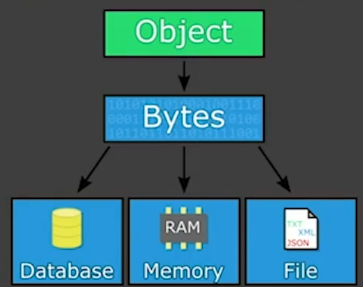 Object
Bytes
RAM
TXT
XML
JSON
Database
Memory
File